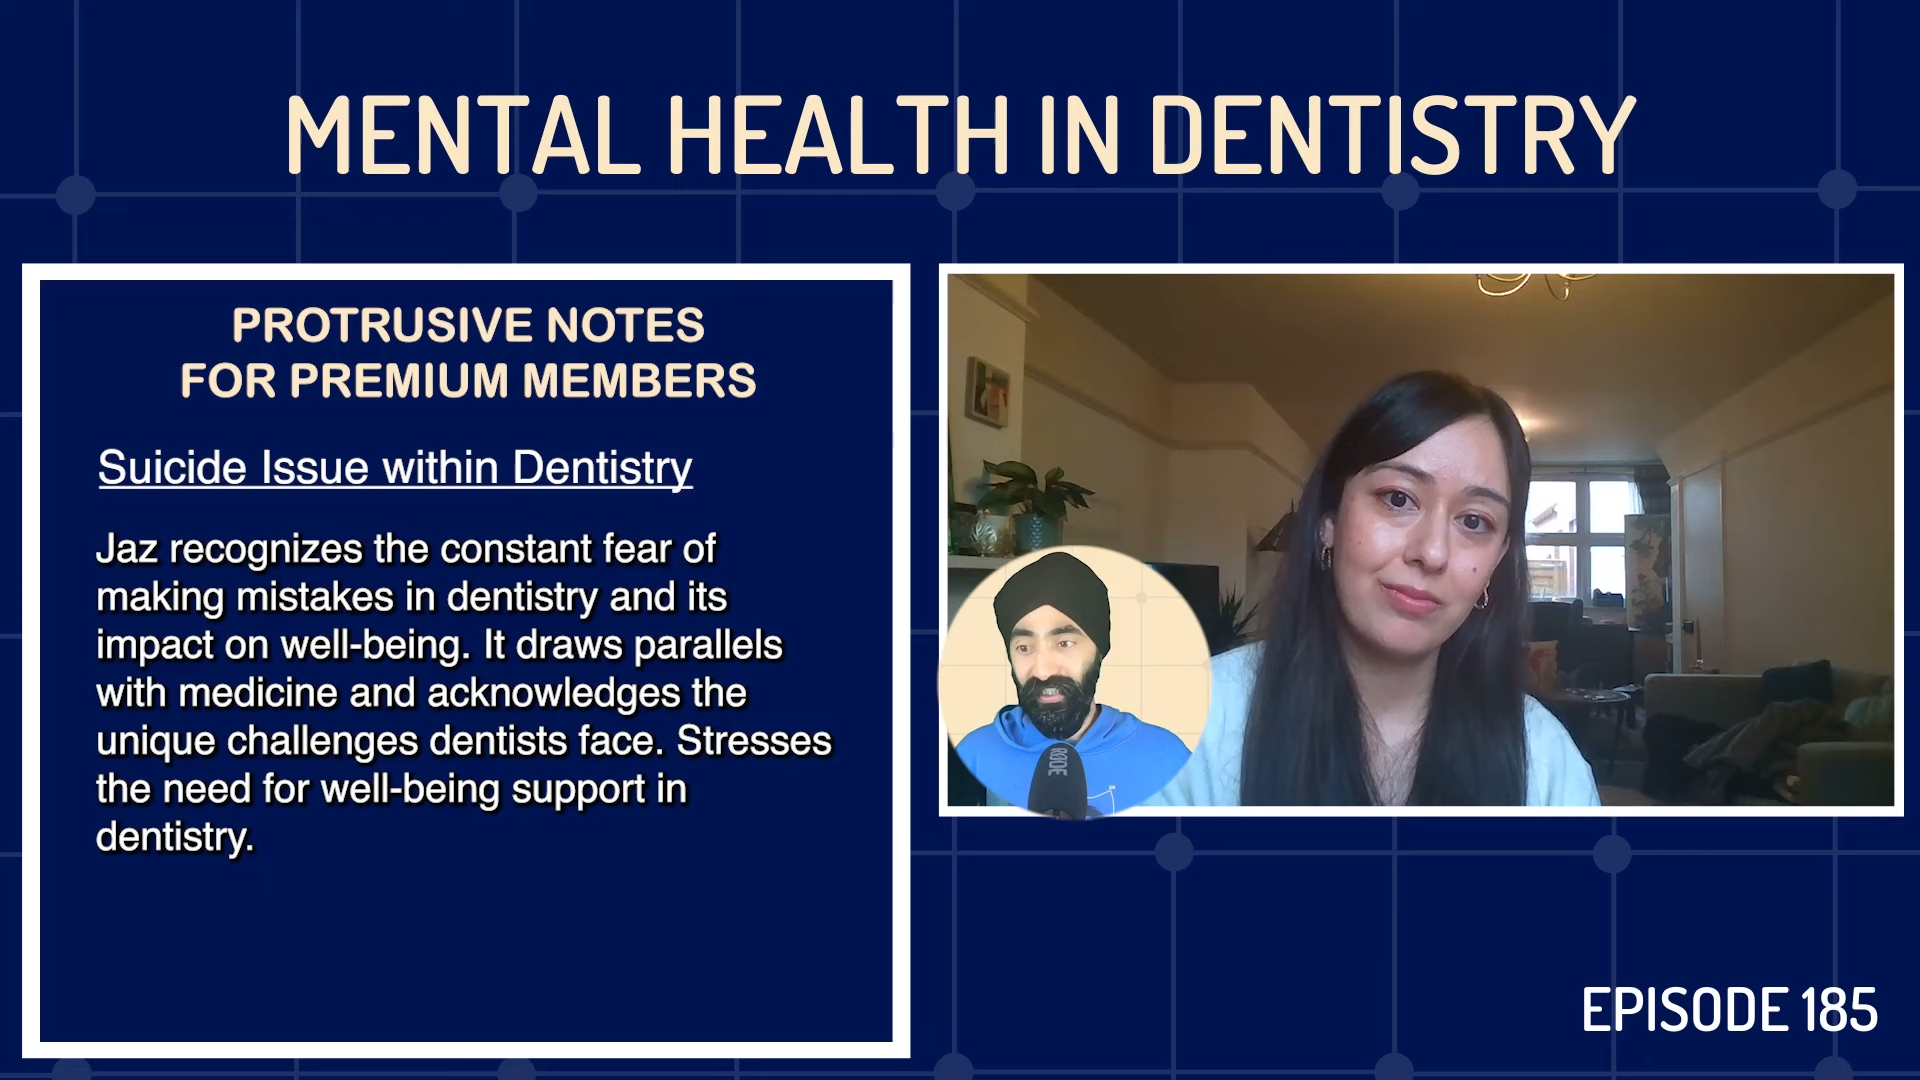 MENTAL HEALTH IN DENTISTRY
PROTRUSIVE NOTES
FOR PREMIUM MEMBERS
Suicide Issue within Dentistry
Jaz recognizes the constant fear of
making mistakes in dentistry and its
impact on well-being. It draws parallels
with medicine and acknowledges the
unique challenges dentists face. Stresses
the need for well-being support in
dentistry.
RØDE
EPISODE 185